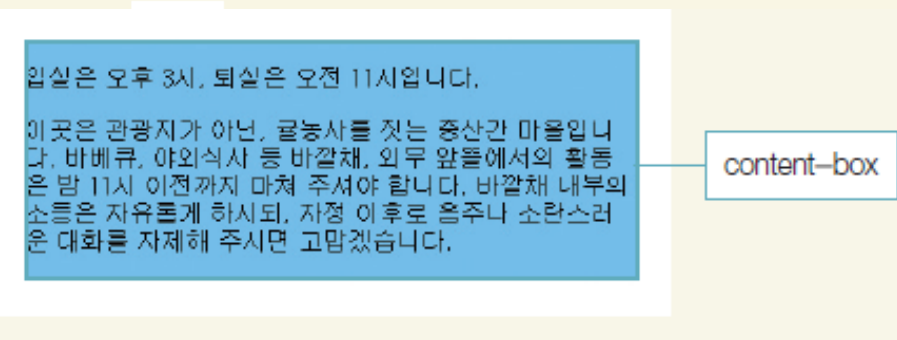 입실은 오후 3시, 퇴실은 오전 11시입니다.
이곳은 관광지가 아닌, 귤농사를 짓는 중산간 마을입니
다. 바베큐, 야외식사 등 바깥채, 외무 앞뜰에서의 활동
은 밤 11시 이전까지 마쳐 주셔야 합니다. 바깥채 내부의
소등은 자유롭게 하시되, 자정 이후로 음주나 소란스러
운 대화를 자제해 주시면 고맙겠습니다.
content-box